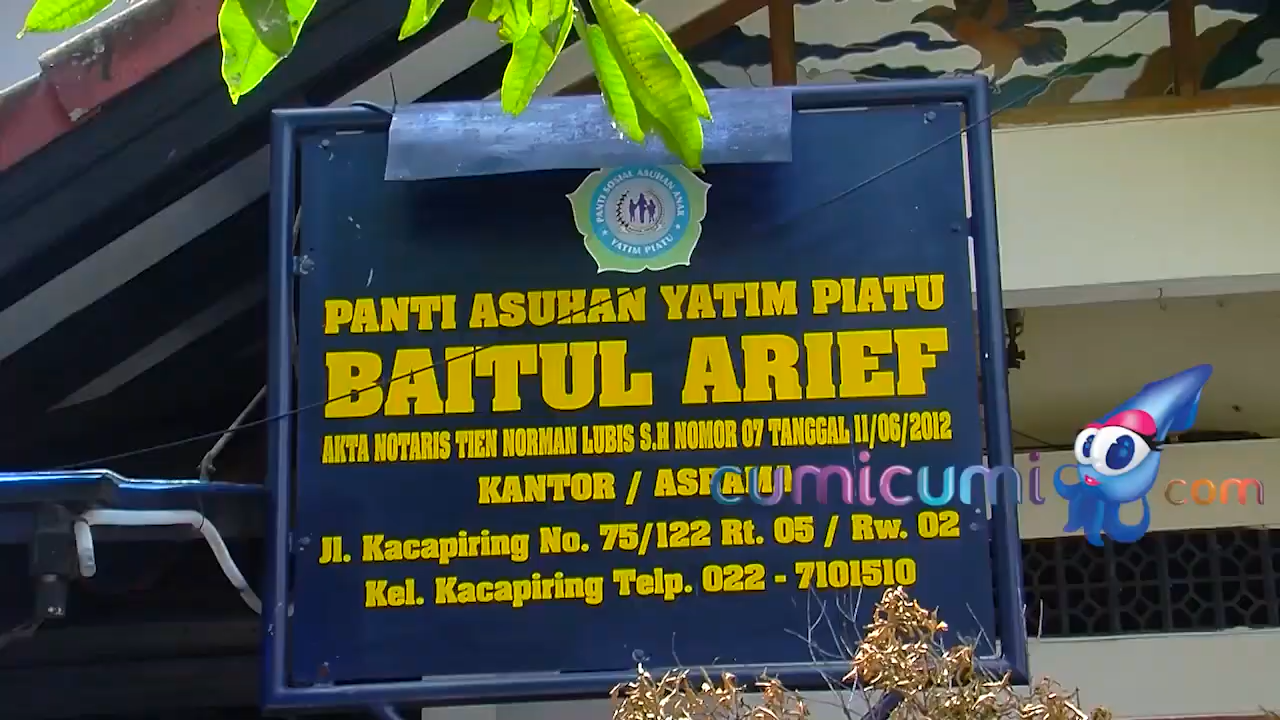 PANTI SOSIAL ASUHAN ANAK
YATIM PIATU
PANTI ASUHAN YATIM PIATU
BAITUL ARIEF
AKTA NOTARIS TIEN NORMAN LUBIS S.H NOMOR 07 TANGGAL 11/06/2012
KANTOR / ASRAMA
Jl. Kacapiring No. 75/122 Rt. 05 / Rw. 02
Kel. Kacapiring Telp. 022 - 7101510
cumicumi.com